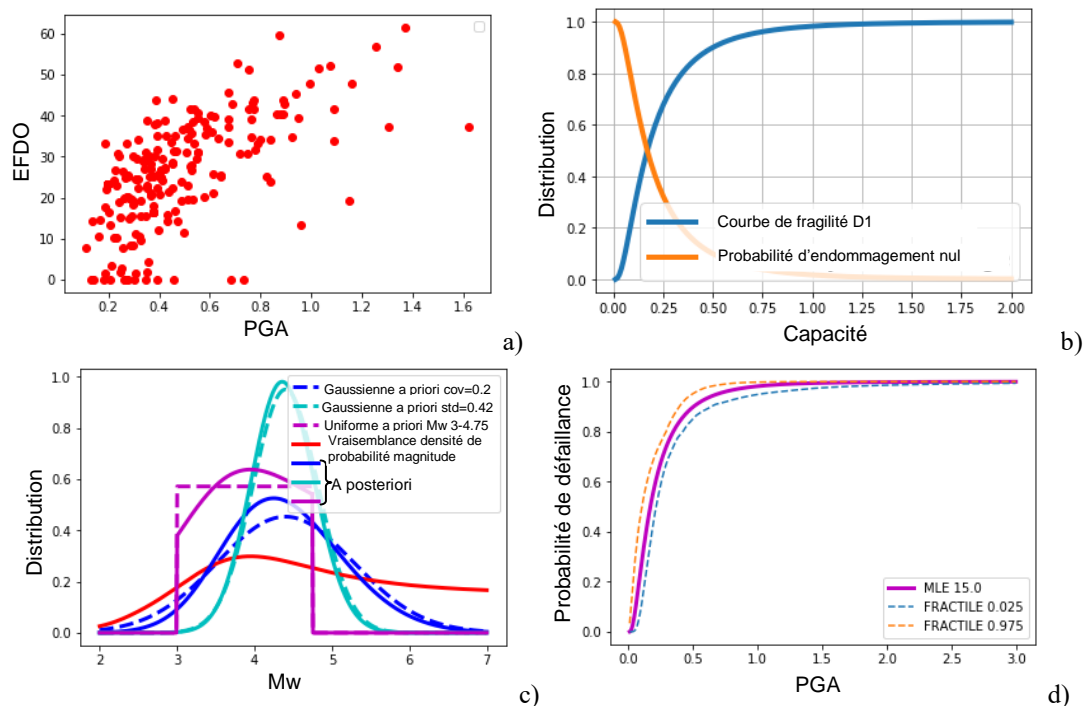 EFDO
60
50
40
30
20
10
0
0.2 0.4 0.6 0.8 1.0 1.2 1.4 1.6
PGA
a)
Distribution
1.0
0.8
0.6
0.4
0.2
0.0
Courbe de fragilité D1
Probabilité d'endommagement nul
0.00 0.25 0.50 0.75 1.00 1.25 1.50 1.75 2.00
Capacité
b)
Distribution
1.0
0.8
0.6
0.4
0.2
0.0
Gaussienne a priori cov=0.2
Gaussienne a priori std=0.42
Uniforme a priori Mw 3-4.75
Vraisemblance densité de
probabilité magnitude
A posteriori
2 3 4 5 6 7
Mw
c)
Probabilité de défaillance
1.0
0.8
0.6
0.4
0.2
0.0
MLE 15.0
FRACTILE 0.025
FRACTILE 0.975
0.0 0.5 1.0 1.5 2.0 2.5 3.0
PGA
d)